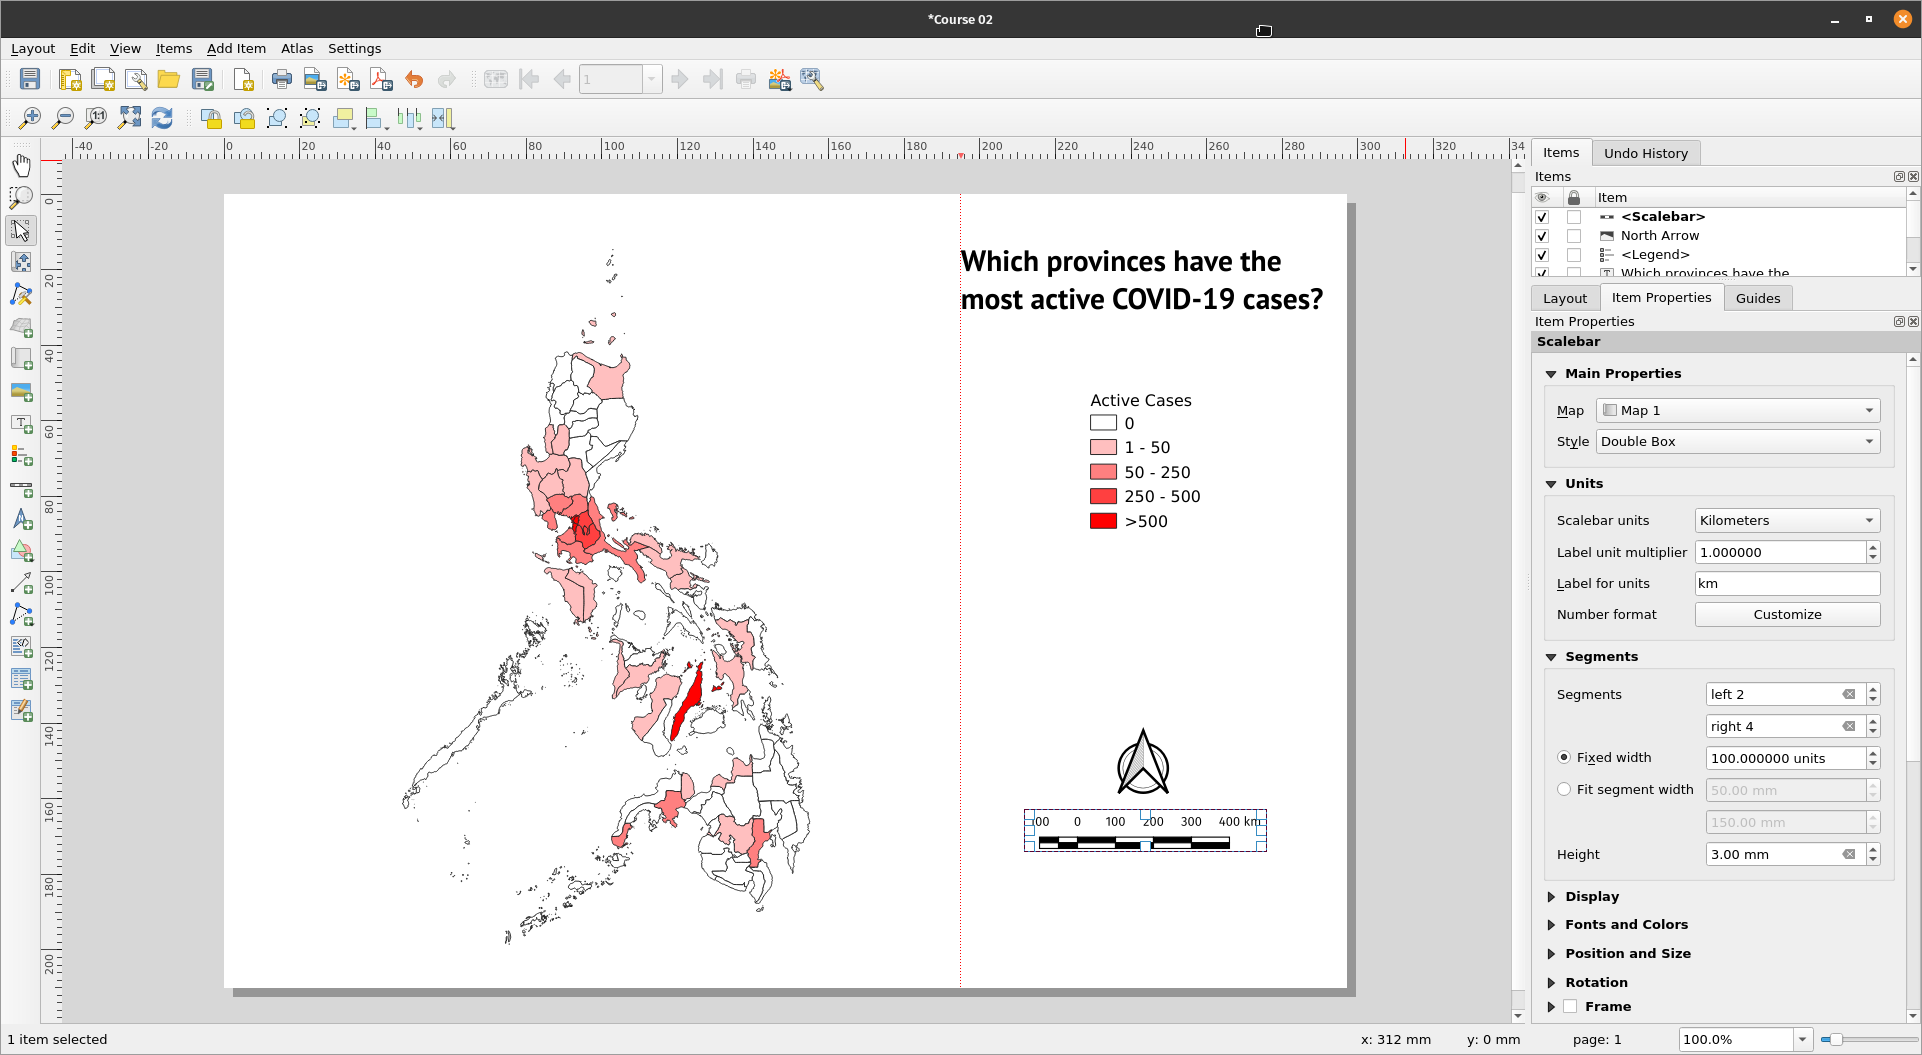 *Course 02
Layout Edit View Items Add Item Atlas Settings
1
1:1
-40 -20 0 20 40 60 80 100 120 140 160 180 200 220 240 260 280 300 320 34
0
20
40
60
80
100
120
140
160
180
200
Which provinces have the
most active COVID-19 cases?
Active Cases
0
1 - 50
50 - 250
250 - 500
>500
100 0 100 200 300 400 km
Items Undo History
Items
Item
<Scalebar>
North Arrow
<Legend>
Which provinces have the
Layout Item Properties Guides
Item Properties
Scalebar
Main Properties
Map Map 1
Style Double Box
Units
Scalebar units Kilometers
Label unit multiplier 1.000000
Label for units km
Number format Customize
Segments
Segments left 2
right 4
Fixed width 100.000000 units
Fit segment width 50.00 mm
150.00 mm
Height 3.00 mm
Display
Fonts and Colors
Position and Size
Rotation
Frame
1 item selected x: 312 mm y: 0 mm page: 1 100.0%